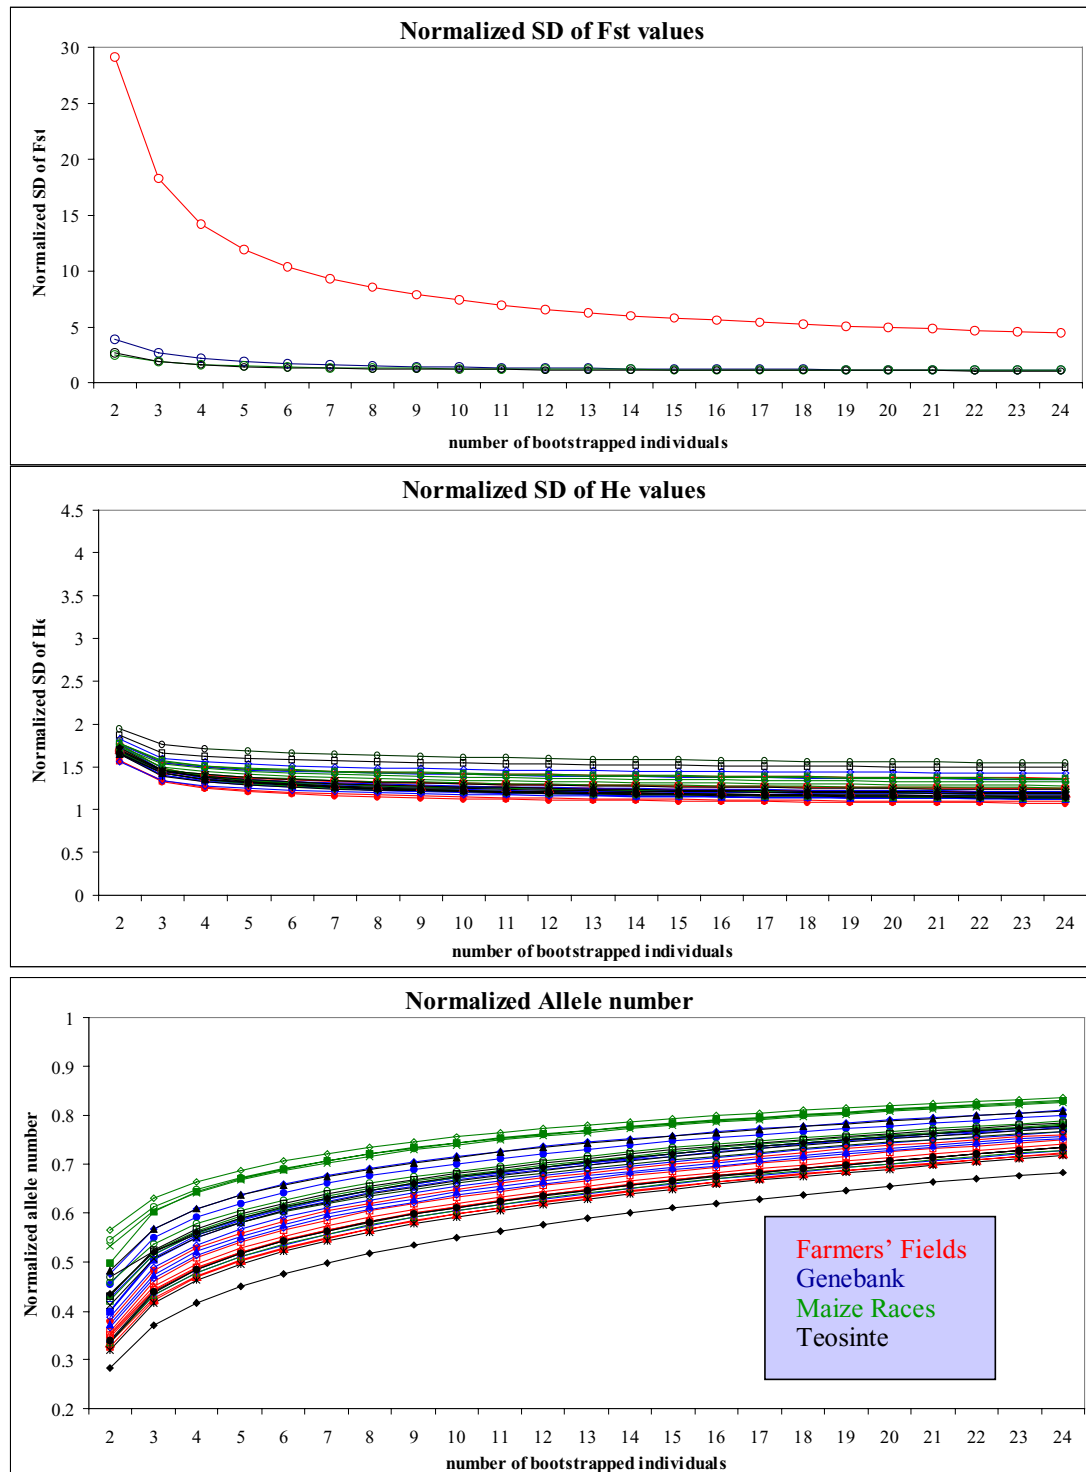 Normalized SD of Fst values
30
25
20
15
10
5
0
Normalized SD of Fst
2 3 4 5 6 7 8 9 10 11 12 13 14 15 16 17 18 19 20 21 22 23 24
number of bootstrapped individuals
Normalized SD of He values
4.5
4
3.5
3
2.5
2
1.5
1
0.5
0
Normalized SD of He
2 3 4 5 6 7 8 9 10 11 12 13 14 15 16 17 18 19 20 21 22 23 24
number of bootstrapped individuals
Normalized Allele number
1
0.9
0.8
0.7
0.6
0.5
0.4
0.3
0.2
Normalized allele number
Farmers' Fields
Genebank
Maize Races
Teosinte
2 3 4 5 6 7 8 9 10 11 12 13 14 15 16 17 18 19 20 21 22 23 24
number of bootstrapped individuals